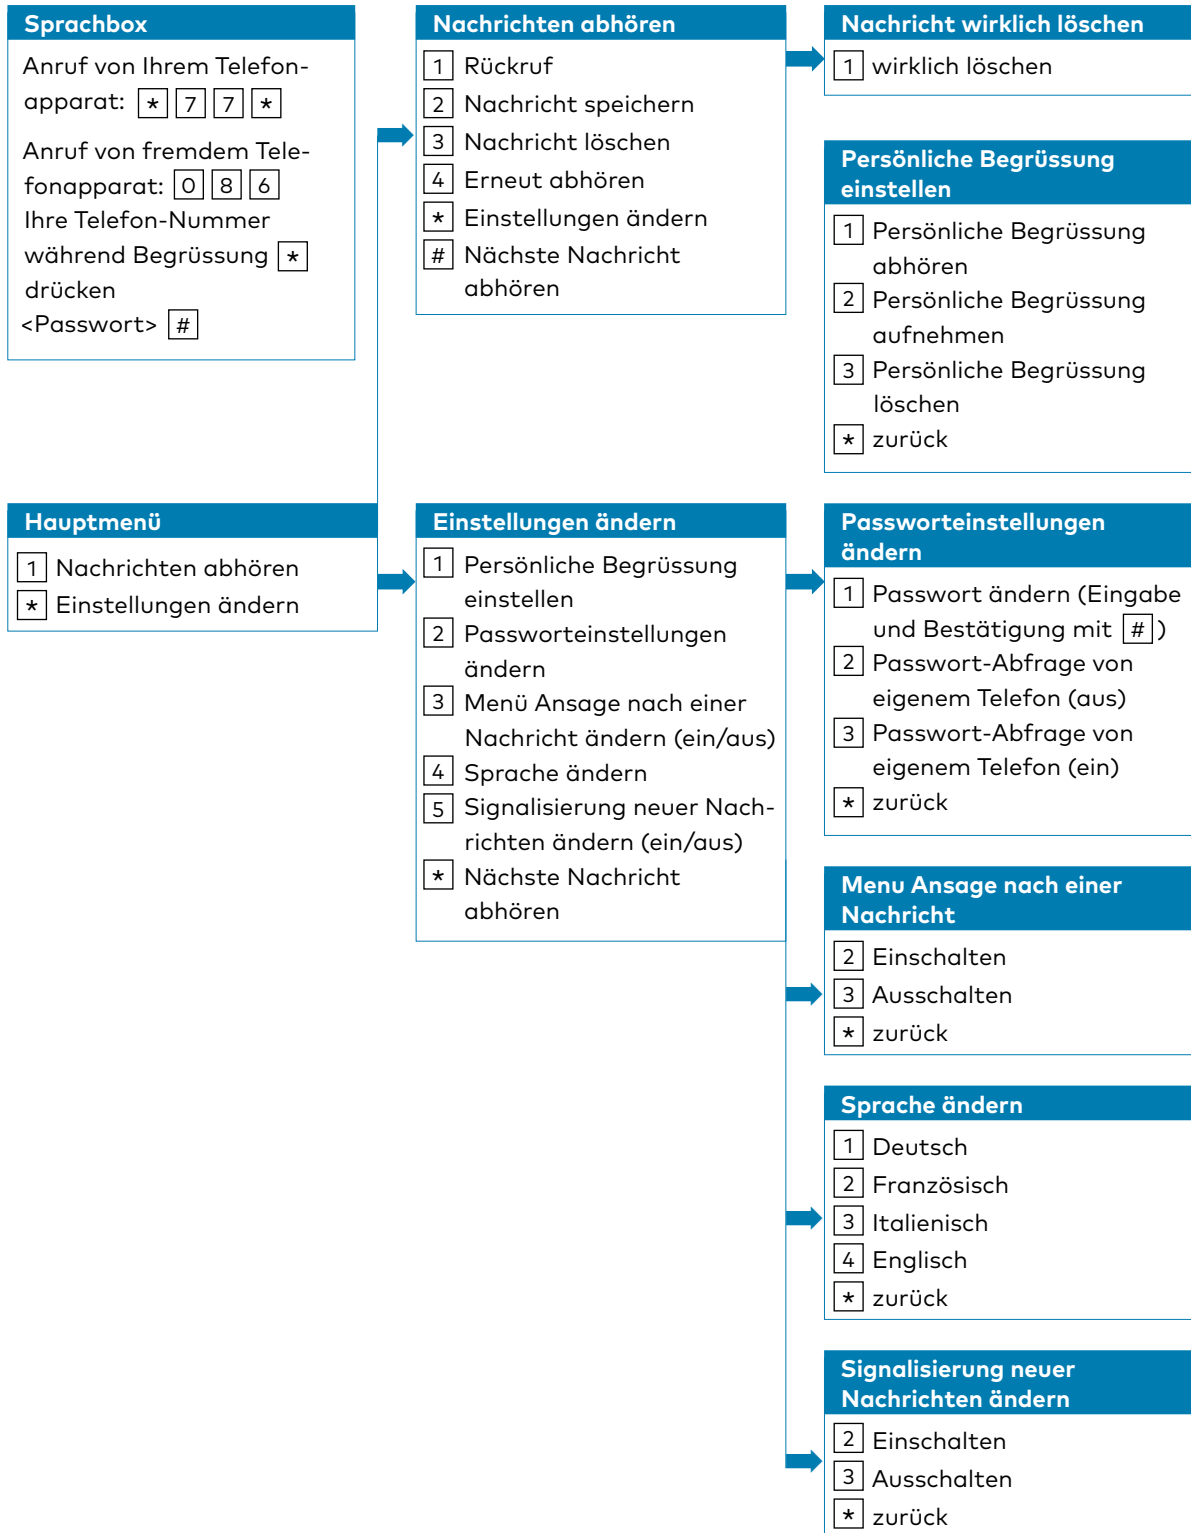 Sprachbox
Anruf von Ihrem Telefon-
apparat: * 7 7 *
Anruf von fremdem Tele-
fonapparat: 0 8 6
Ihre Telefon-Nummer
während Begrüssung *
drücken
<Passwort> #
Nachrichten abhören
1 Rückruf
2 Nachricht speichern
3 Nachricht löschen
4 Erneut abhören
* Einstellungen ändern
# Nächste Nachricht
abhören
Nachricht wirklich löschen
1 wirklich löschen
Persönliche Begrüssung
einstellen
1 Persönliche Begrüssung
abhören
2 Persönliche Begrüssung
aufnehmen
3 Persönliche Begrüssung
löschen
* zurück
Hauptmenü
1 Nachrichten abhören
* Einstellungen ändern
Einstellungen ändern
1 Persönliche Begrüssung
einstellen
2 Passworteinstellungen
ändern
3 Menü Ansage nach einer
Nachricht ändern (ein/aus)
4 Sprache ändern
5 Signalisierung neuer Nach-
richten ändern (ein/aus)
* Nächste Nachricht
abhören
Passworteinstellungen
ändern
1 Passwort ändern (Eingabe
und Bestätigung mit #)
2 Passwort-Abfrage von
eigenem Telefon (aus)
3 Passwort-Abfrage von
eigenem Telefon (ein)
* zurück
Menu Ansage nach einer
Nachricht
2 Einschalten
3 Ausschalten
* zurück
Sprache ändern
1 Deutsch
2 Französisch
3 Italienisch
4 Englisch
* zurück
Signalisierung neuer
Nachrichten ändern
2 Einschalten
3 Ausschalten
* zurück